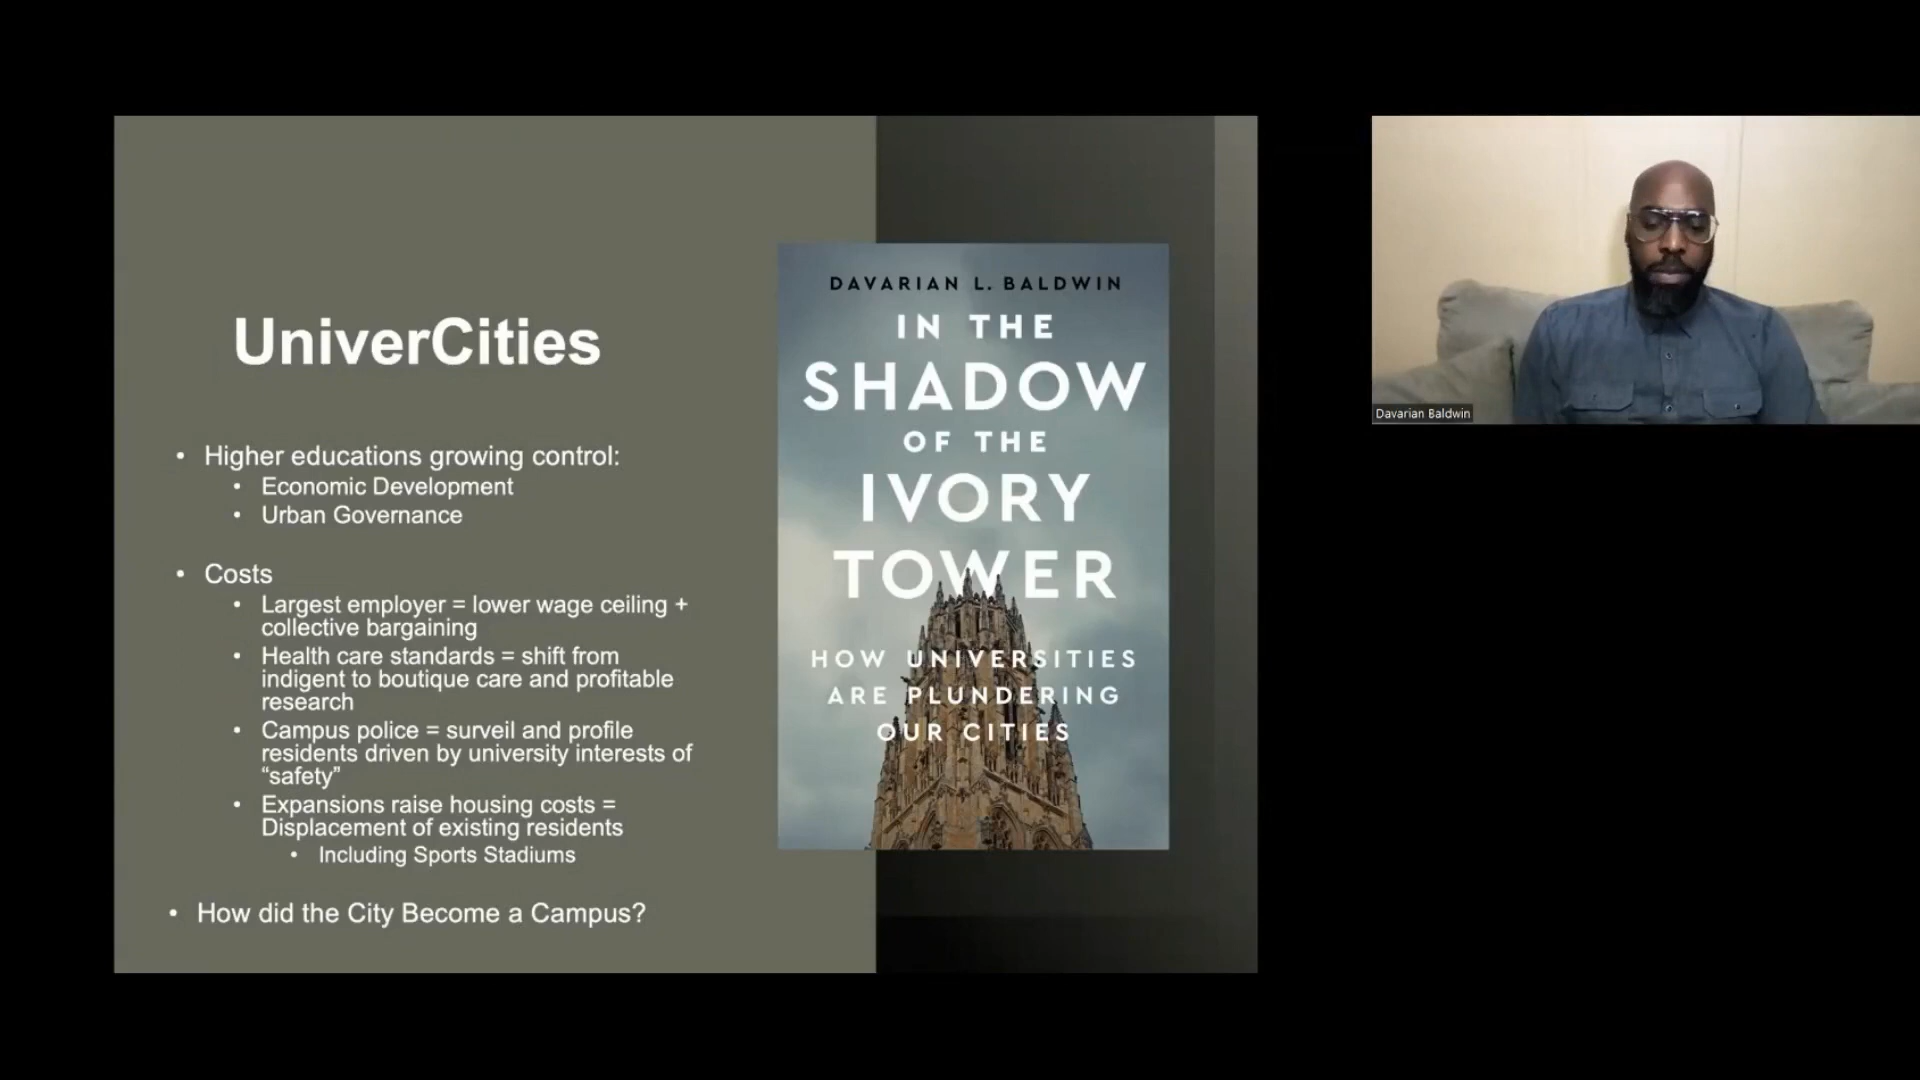 UniverCities
• Higher educations growing control:
• Economic Development
• Urban Governance
• Costs
• Largest employer = lower wage ceiling +
collective bargaining
• Health care standards = shift from
indigent to boutique care and profitable
research
• Campus police = surveil and profile
residents driven by university interests of
“safety”
• Expansions raise housing costs =
Displacement of existing residents
• Including Sports Stadiums
• How did the City Become a Campus?
DAVARIAN L. BALDWIN
IN THE
SHADOW
OF THE
IVORY
TOWER
HOW UNIVERSITIES
ARE PLUNDERING
OUR CITIES
Davarian Baldwin